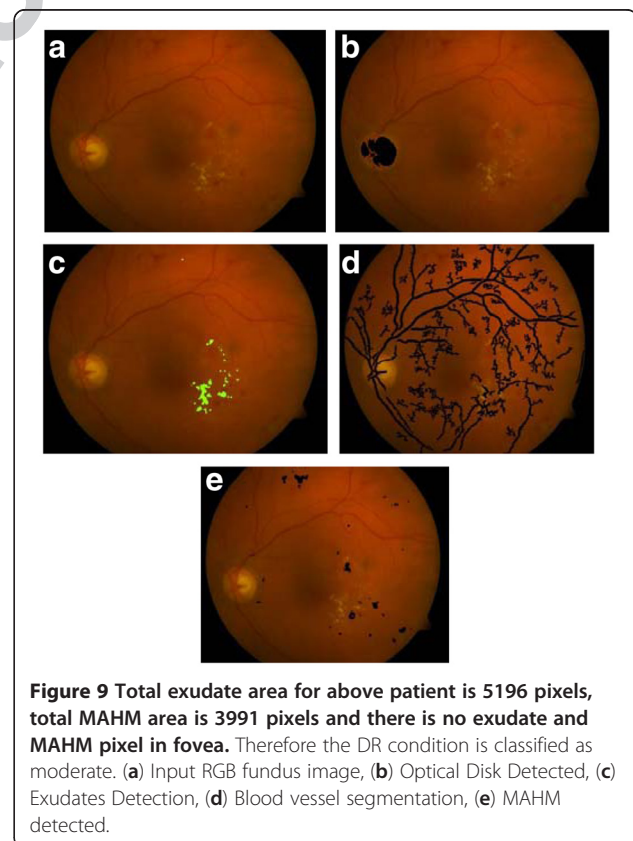 a
b
c
d
e
Figure 9 Total exudate area for above patient is 5196 pixels,
total MAHM area is 3991 pixels and there is no exudate and
MAHM pixel in fovea. Therefore the DR condition is classified as
moderate. (a) Input RGB fundus image, (b) Optical Disk Detected, (c)
Exudates Detection, (d) Blood vessel segmentation, (e) MAHM
detected.